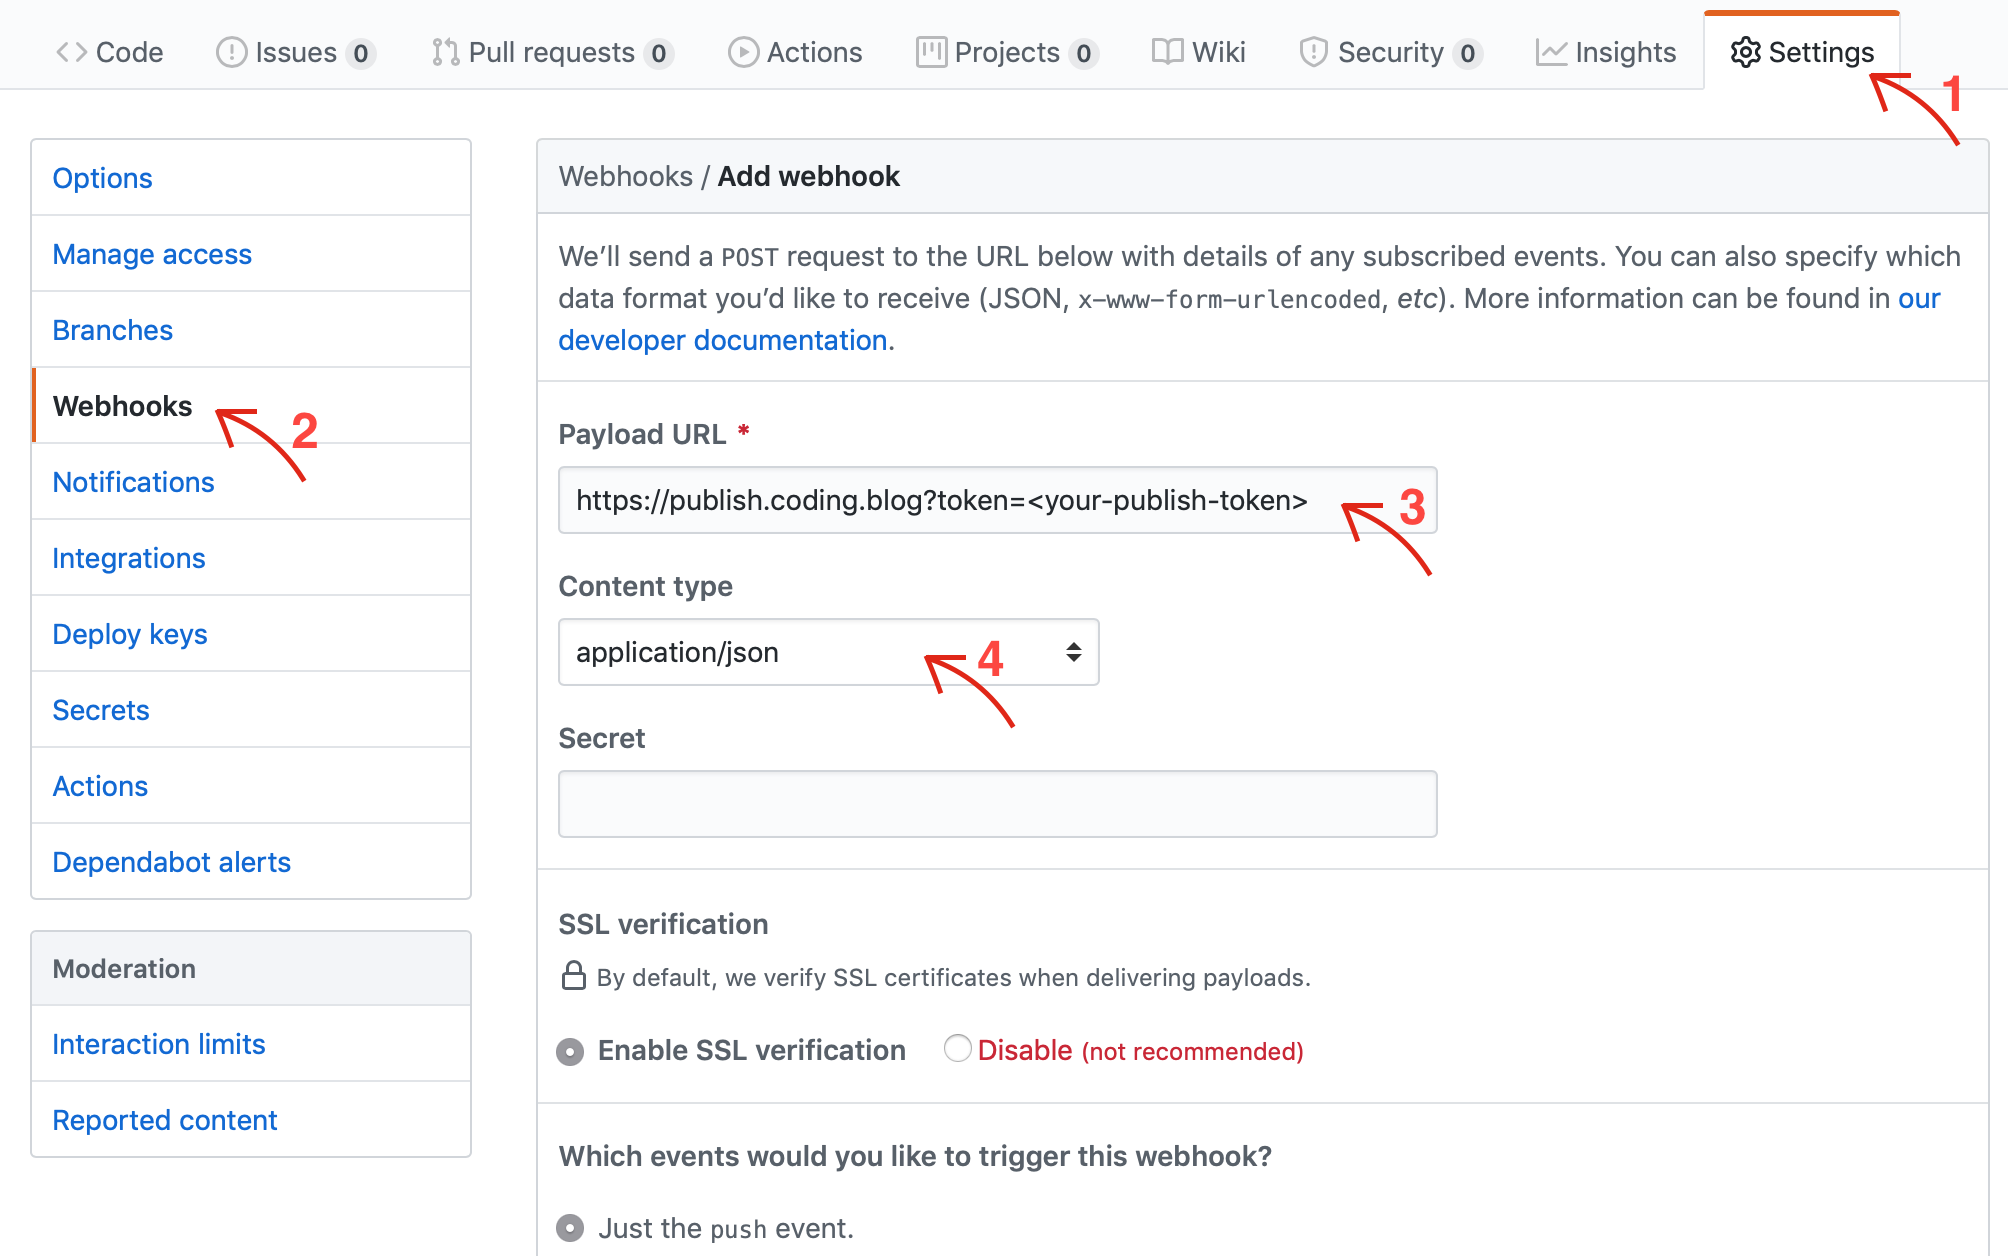 Code Issues 0 Pull requests 0 Actions Projects 0 Wiki Security 0 Insights Settings
1
Options
Manage access
Branches
Webhooks
2
Notifications
Integrations
Deploy keys
Secrets
Actions
Dependabot alerts
Moderation
Interaction limits
Reported content
Webhooks / Add webhook
We’ll send a POST request to the URL below with details of any subscribed events. You can also specify which
data format you’d like to receive (JSON, x-www-form-urlencoded, etc). More information can be found in our
developer documentation.
Payload URL *
https://publish.coding.blog?token=<your-publish-token>
3
Content type
application/json
4
Secret
SSL verification
By default, we verify SSL certificates when delivering payloads.
Enable SSL verification Disable (not recommended)
Which events would you like to trigger this webhook?
Just the push event.